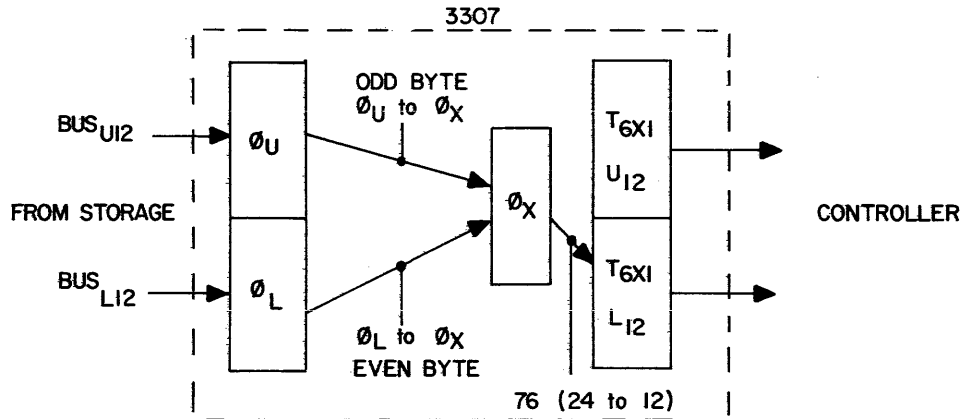 3307
ODD BYTE
ØU to ØX
BUSU12
ØU
T6X1
U12
FROM STORAGE
ØX
CONTROLLER
BUSL12
ØL
T6X1
L12
ØL to ØX
EVEN BYTE
76 (24 to 12)